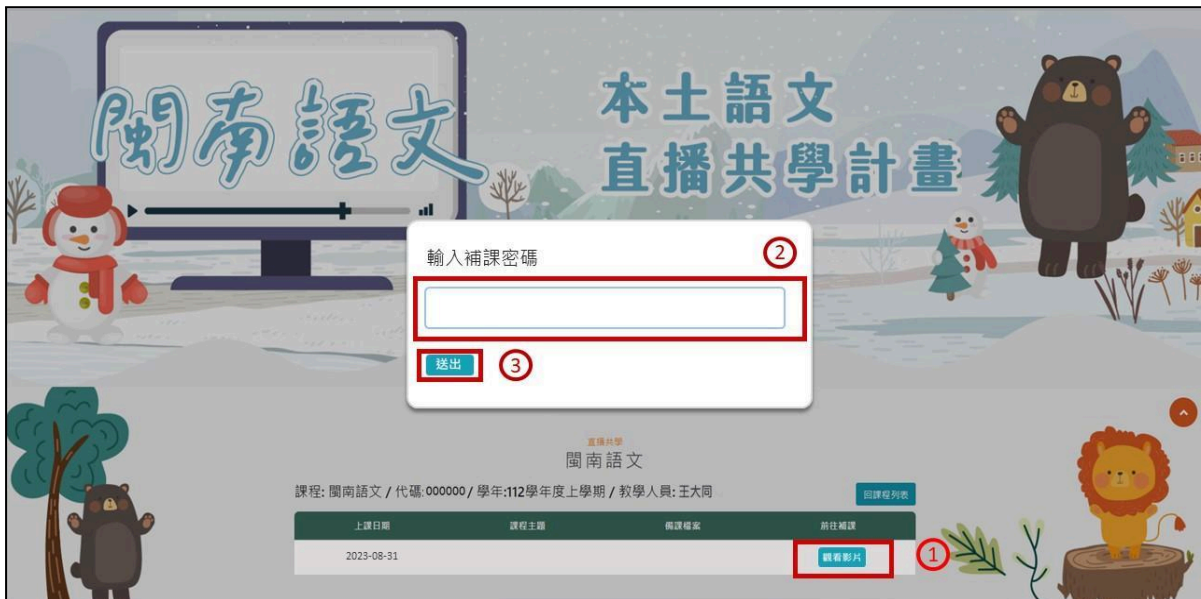 閩南語文
本土語文
直播共學計畫
輸入補課密碼
②
送出
③
直播共學
閩南語文
課程: 閩南語文 / 代碼: 000000 / 學年:112學年度上學期 / 教學人員: 王大同
回課程列表
上課日期 課程主題 備課檔案 前往補課
2023-08-31 觀看影片
①